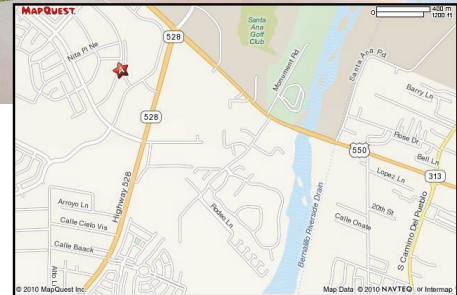 MAPQUEST
400 m
0
1200 ft
Santa
Ana
Golf
Club
528
Nita Pl Ne
Monument Rd
Santa Ana Rd
A
Barry Ln
528
Rose Dr
550
Bell Ln
Lopez Ln
313
Highway 528
Arroyo Ln
Rodeo Ln
20th St
Calle Cielo Vis
Calle Onate
Calle Baack
Bernalillo Riverside Drain
S Camino Del Pueblo
Alto Ln
© 2010 MapQuest Inc.
Map Data © 2010 NAVTEQ or Intermap